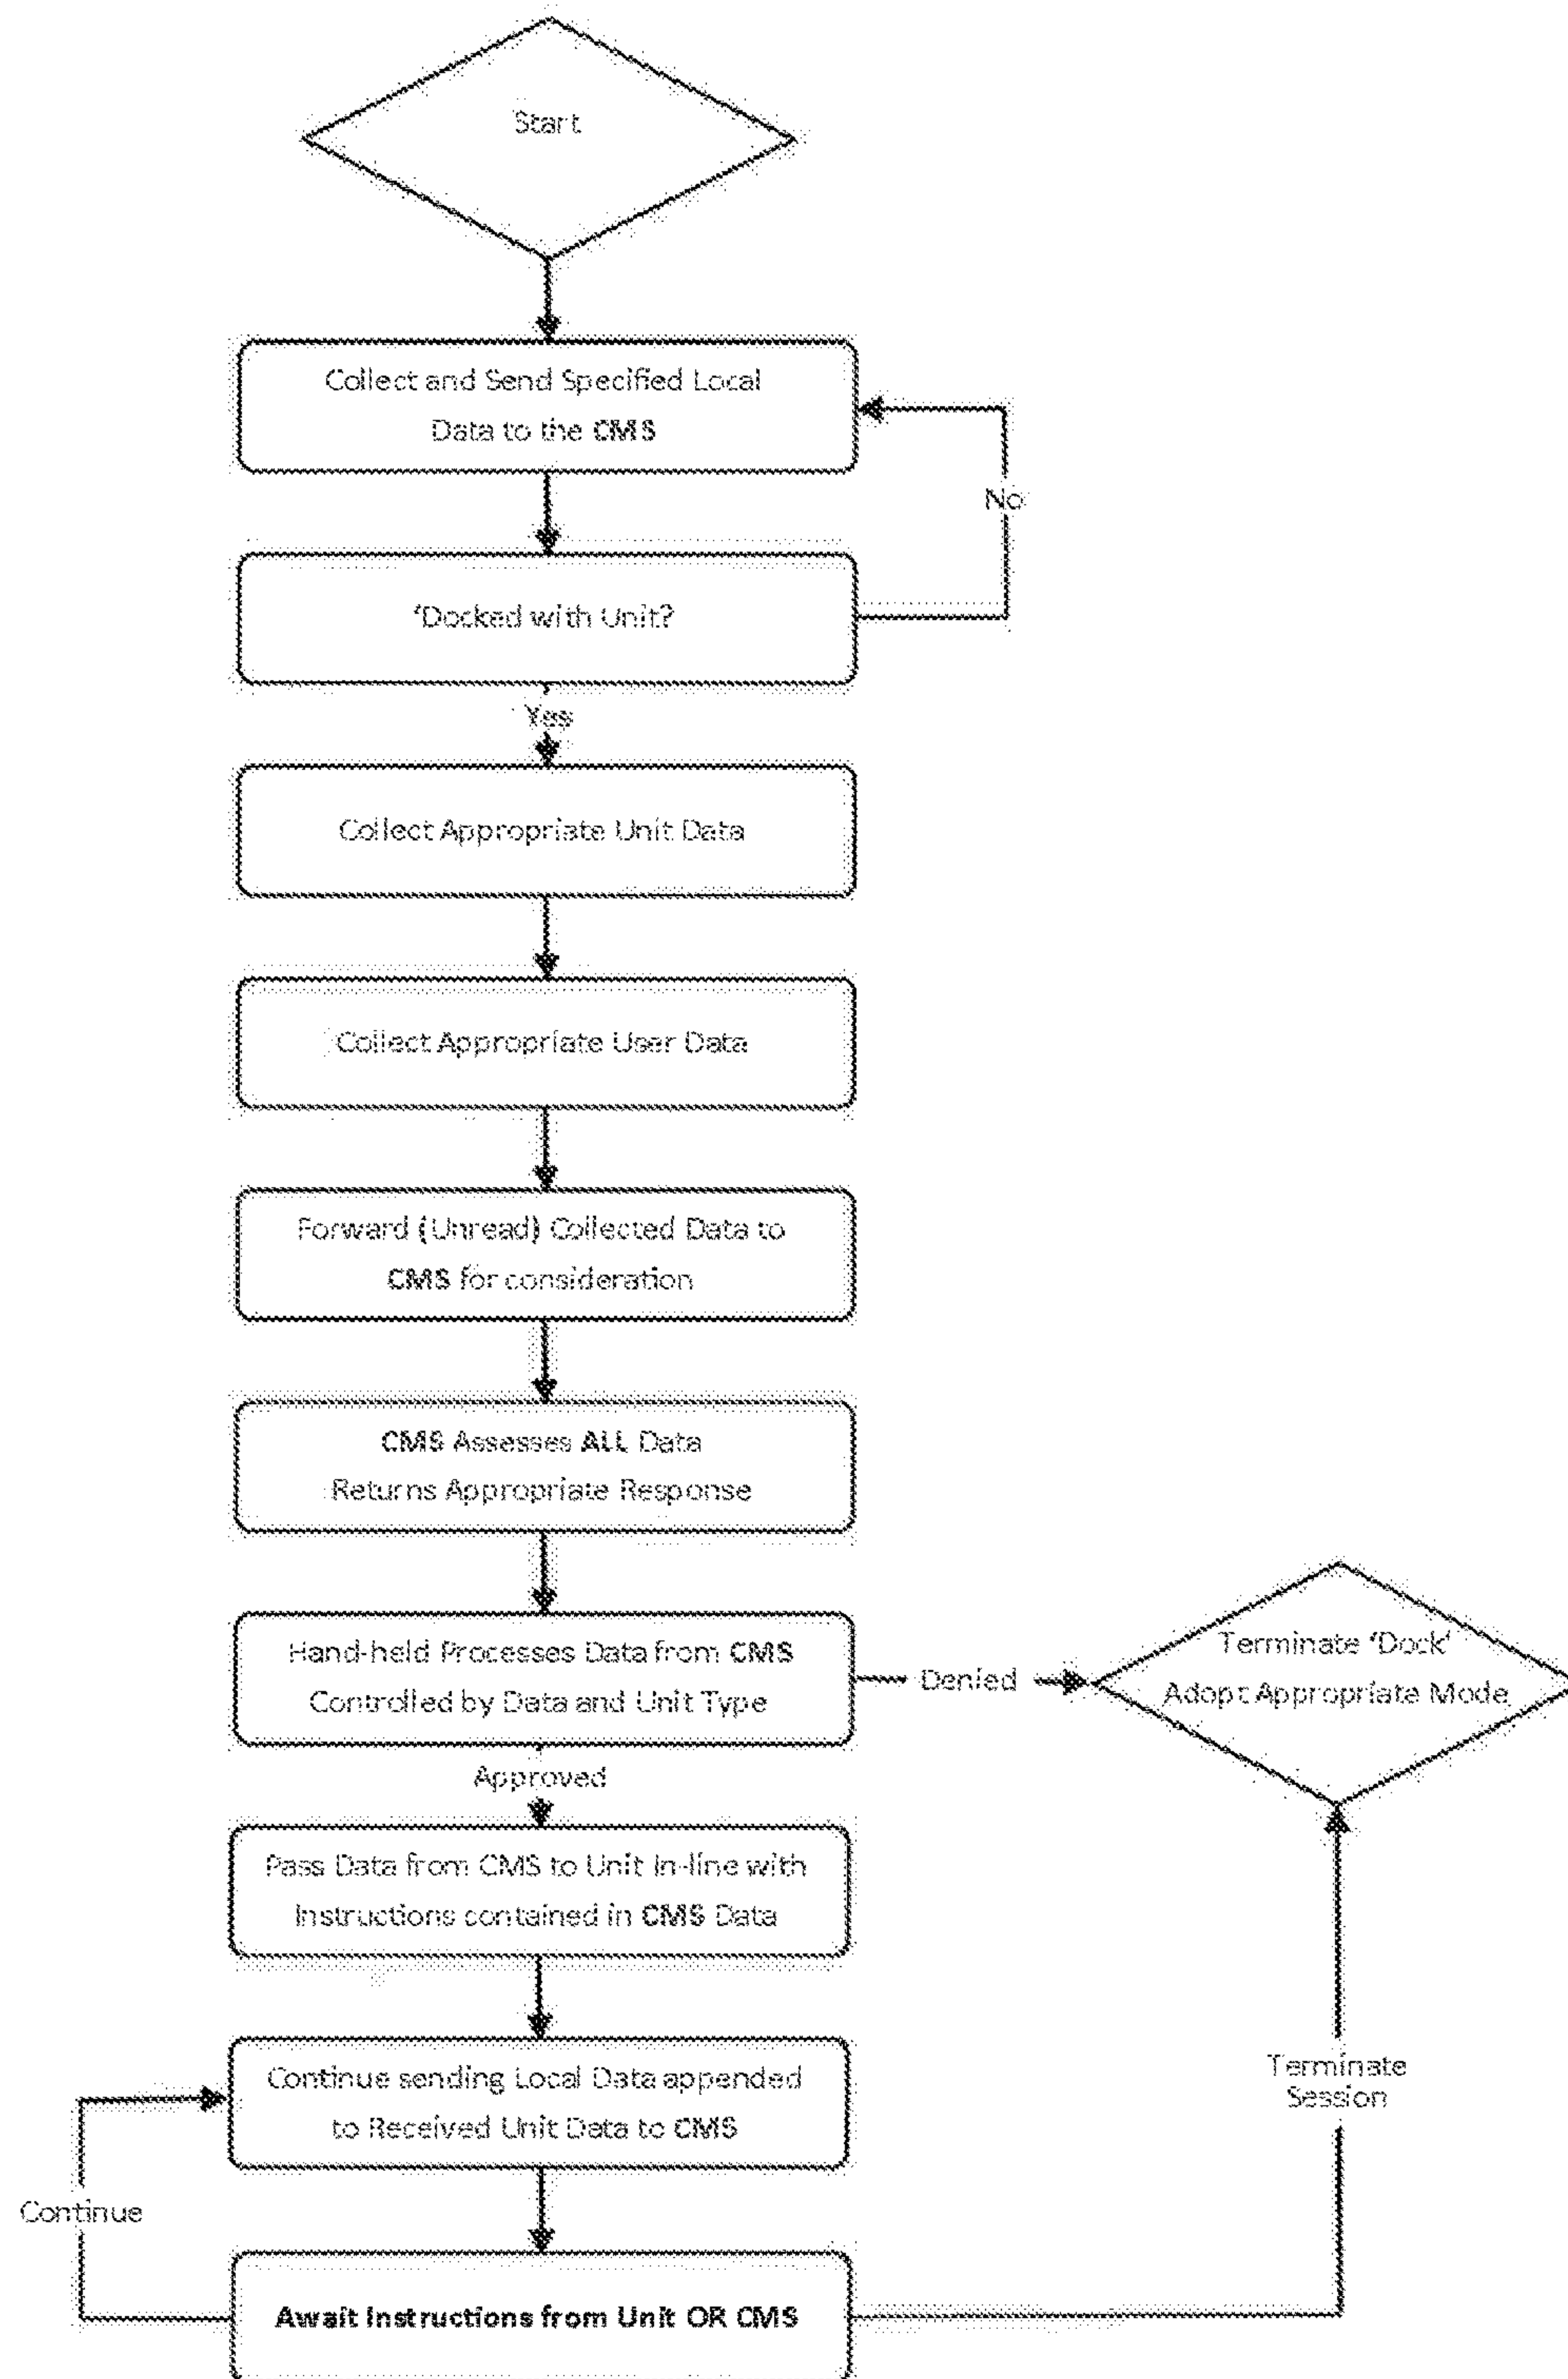 Start
Collect and Send Specified Local
Data to the CMS
No
‘Docked with Unit?
Yes
Collect Appropriate Unit Data
Collect Appropriate User Data
Forward (Unread) Collected Data to
CMS for consideration
CMS Assesses ALL Data
Returns Appropriate Response
Hand-held Processes Data from CMS
Controlled by Data and Unit Type
Denied
Terminate ‘Dock’
Adopt Appropriate Mode
Approved
Pass Data from CMS to Unit In-line with
Instructions contained in CMS Data
Continue sending Local Data appended
to Received Unit Data to CMS
Terminate
Session
Continue
Await Instructions from Unit OR CMS